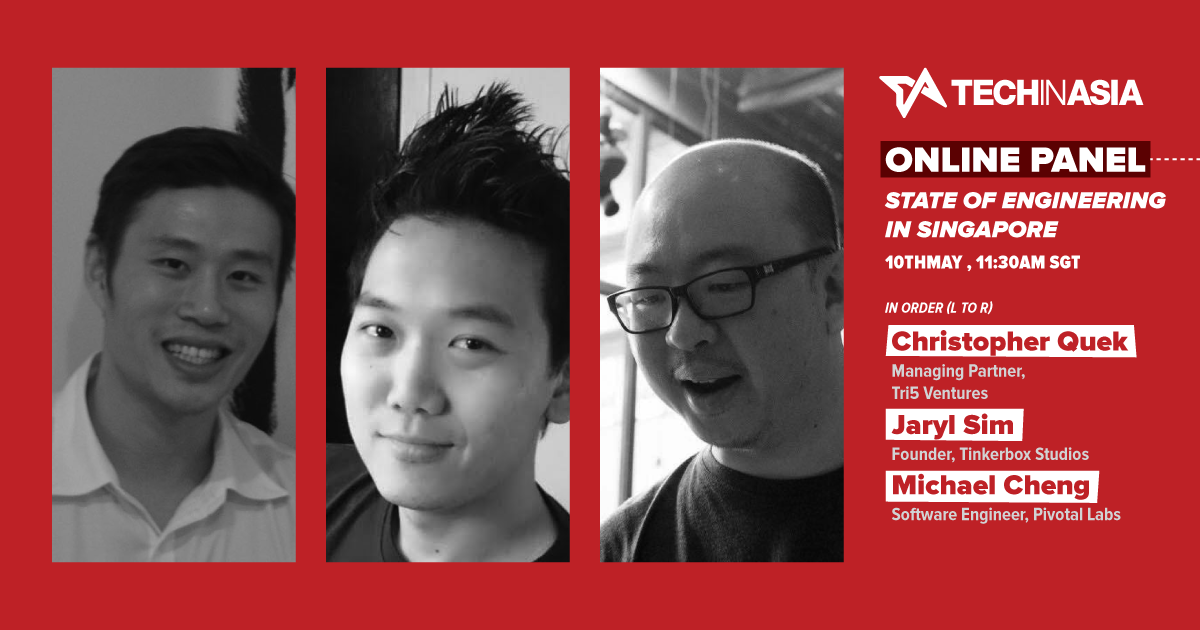 TECHINASIA
ONLINE PANEL
STATE OF ENGINEERING
IN SINGAPORE
10THMAY , 11:30AM SGT
IN ORDER (L TO R)
Christopher Quek
Managing Partner,
Tri5 Ventures
Jaryl Sim
Founder, Tinkerbox Studios
Michael Cheng
Software Engineer, Pivotal Labs